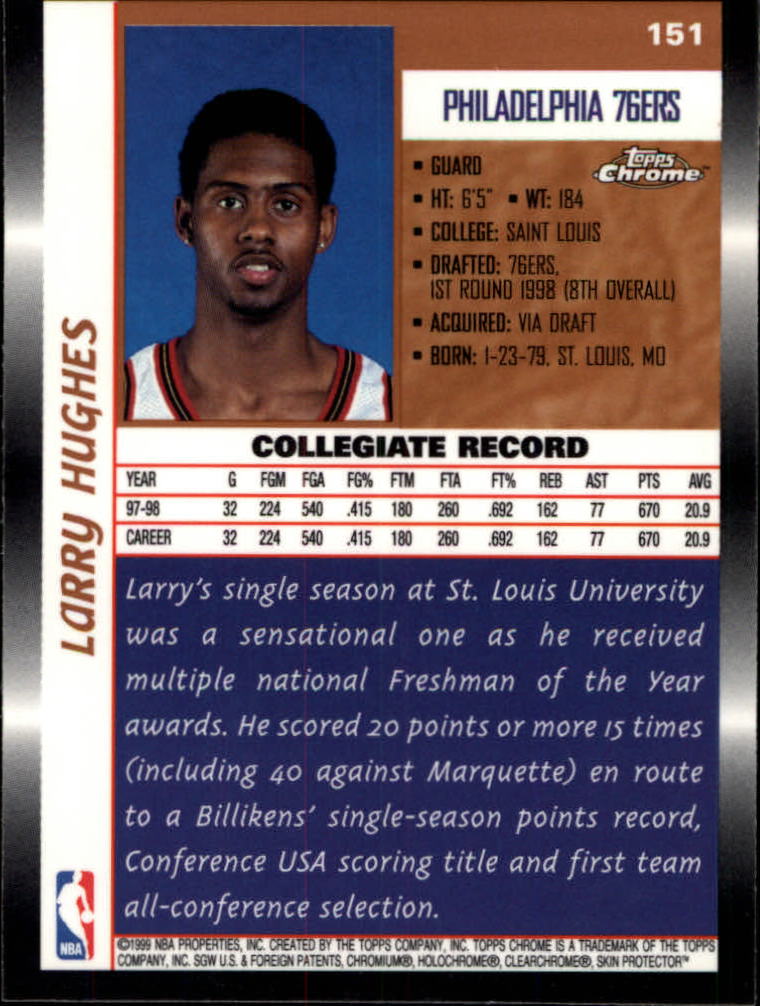 151
PHILADELPHIA 76ERS
Topps Chrome™
▪ GUARD
▪ HT: 6'5" ▪ WT: 184
▪ COLLEGE: SAINT LOUIS
▪ DRAFTED: 76ERS,
1ST ROUND 1998 (8TH OVERALL)
▪ ACQUIRED: VIA DRAFT
▪ BORN: 1-23-79, ST. LOUIS, MO
LARRY HUGHES
COLLEGIATE RECORD
YEAR G FGM FGA FG% FTM FTA FT% REB AST PTS AVG
97-98 32 224 540 .415 180 260 .692 162 77 670 20.9
CAREER 32 224 540 .415 180 260 .692 162 77 670 20.9
Larry's single season at St. Louis University
was a sensational one as he received
multiple national Freshman of the Year
awards. He scored 20 points or more 15 times
(including 40 against Marquette) en route
to a Billikens' single-season points record,
Conference USA scoring title and first team
all-conference selection.
NBA
©1999 NBA PROPERTIES, INC. CREATED BY THE TOPPS COMPANY, INC. TOPPS CHROME IS A TRADEMARK OF THE TOPPS
COMPANY, INC. SGW U.S. & FOREIGN PATENTS, CHROMIUM®, HOLOCHROME®, CLEARCHROME®, SKIN PROTECTOR™